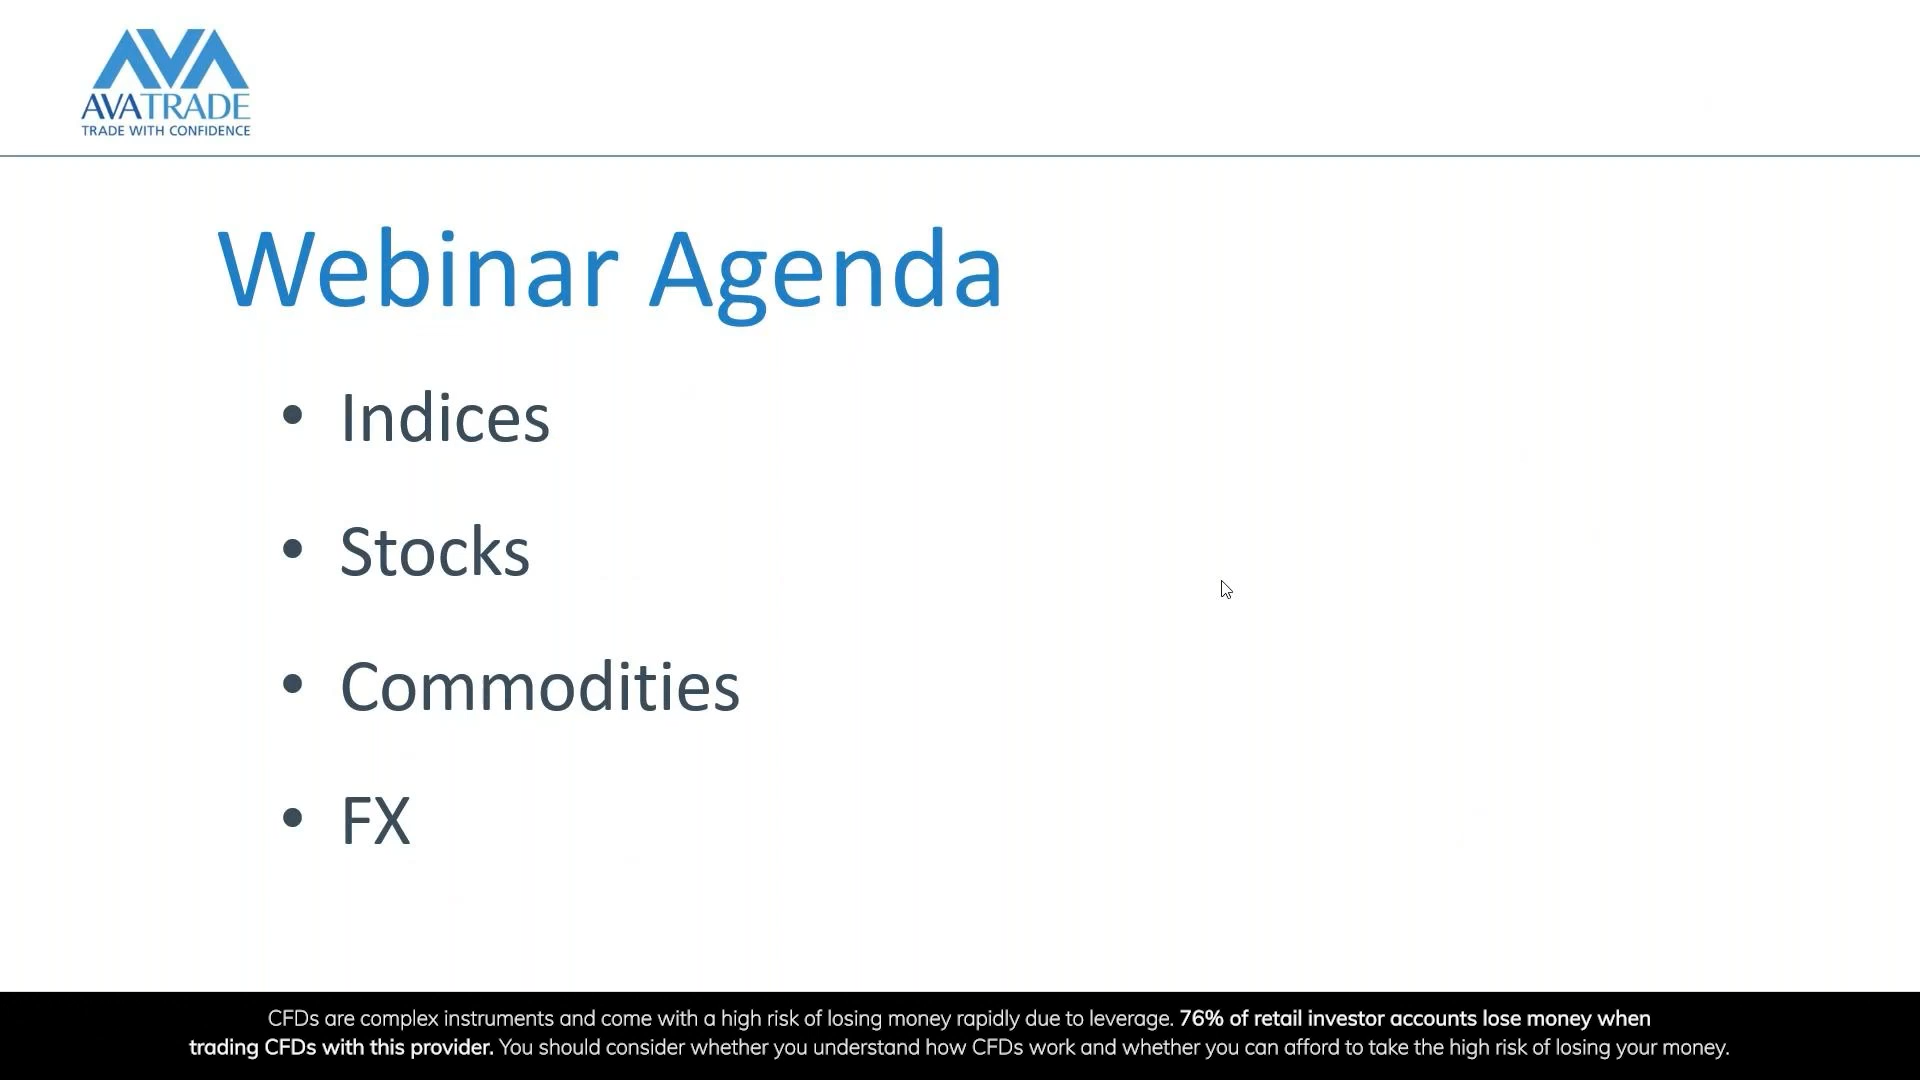 AVA
AVATRADE
TRADE WITH CONFIDENCE
Webinar Agenda
• Indices
• Stocks
• Commodities
• FX
CFDs are complex instruments and come with a high risk of losing money rapidly due to leverage. 76% of retail investor accounts lose money when
trading CFDs with this provider. You should consider whether you understand how CFDs work and whether you can afford to take the high risk of losing your money.